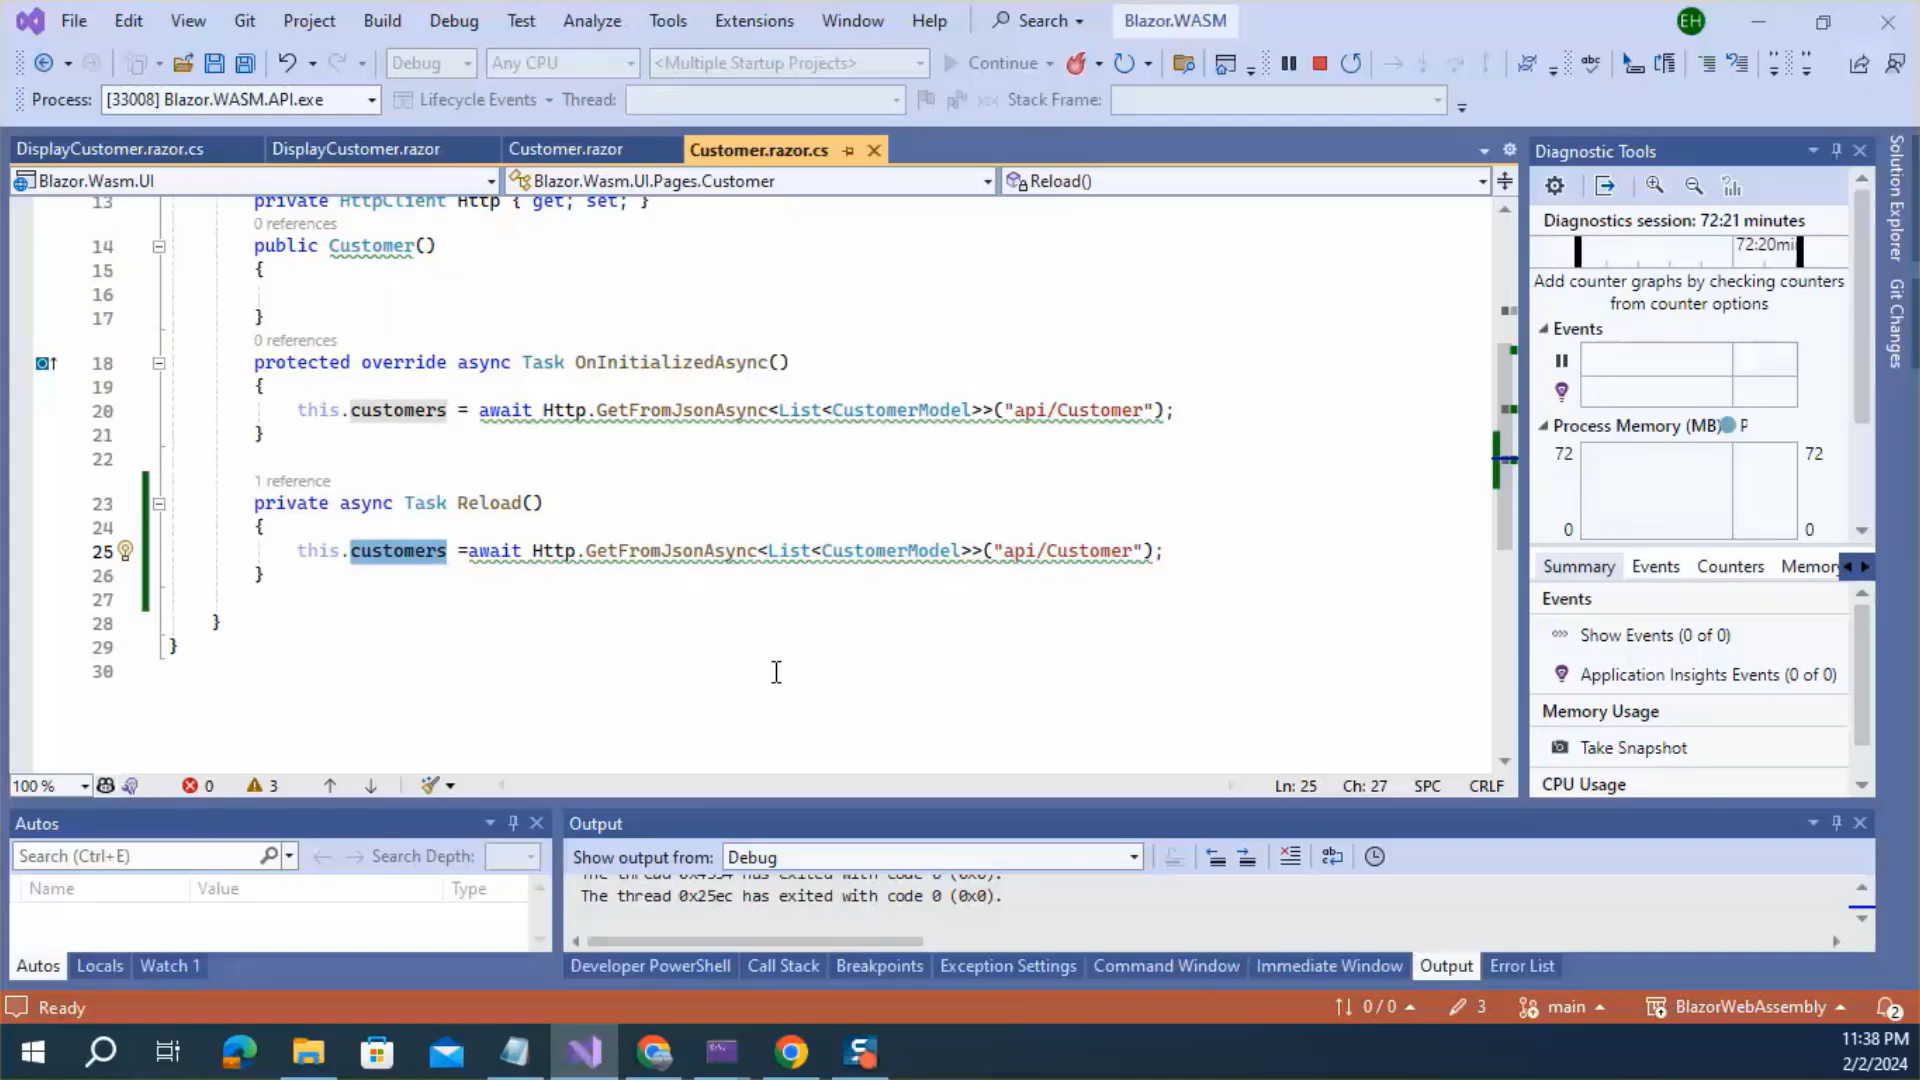 File Edit View Git Project Build Debug Test Analyze Tools Extensions Window Help Search Blazor.WASM EH
Debug Any CPU <Multiple Startup Projects> Continue
Process: [33008] Blazor.WASM.API.exe Lifecycle Events Thread: Stack Frame:
DisplayCustomer.razor.cs DisplayCustomer.razor Customer.razor Customer.razor.cs
Blazor.Wasm.UI Blazor.Wasm.UI.Pages.Customer Reload()
13 private HttpClient Http { get; set; }
0 references
14 public Customer()
15 {
16
17 }
0 references
18 protected override async Task OnInitializedAsync()
19 {
20 this.customers = await Http.GetFromJsonAsync<List<CustomerModel>>("api/Customer");
21 }
22
1 reference
23 private async Task Reload()
24 {
25 this.customers =await Http.GetFromJsonAsync<List<CustomerModel>>("api/Customer");
26 }
27
28 }
29 }
30
100 % 0 3 Ln: 25 Ch: 27 SPC CRLF
Diagnostic Tools
Diagnostics session: 72:21 minutes
72:20mi
Add counter graphs by checking counters
from counter options
Events
Process Memory (MB) P
72 72
0 0
Summary Events Counters Memor
Events
Show Events (0 of 0)
Application Insights Events (0 of 0)
Memory Usage
Take Snapshot
CPU Usage
Solution Explorer
Git Changes
Autos
Search (Ctrl+E) Search Depth:
Name Value Type
Autos Locals Watch 1
Output
Show output from: Debug
The thread 0x25ec has exited with code 0 (0x0).
Developer PowerShell Call Stack Breakpoints Exception Settings Command Window Immediate Window Output Error List
Ready 0 / 0 3 main BlazorWebAssembly 2
11:38 PM
2/2/2024